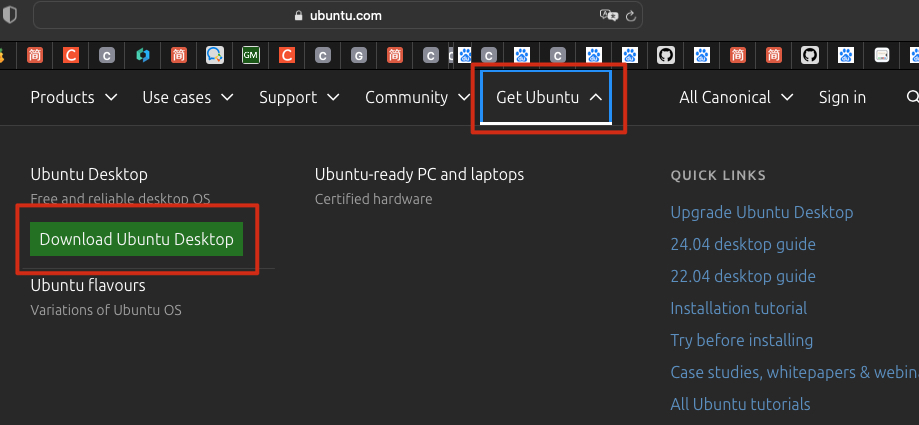 ubuntu.com
简 C C 简 GM C C G 简 C C C C 简 简
Products Use cases Support Community Get Ubuntu All Canonical Sign in
Ubuntu Desktop
Free and reliable desktop OS
Download Ubuntu Desktop
Ubuntu flavours
Variations of Ubuntu OS
Ubuntu-ready PC and laptops
Certified hardware
QUICK LINKS
Upgrade Ubuntu Desktop
24.04 desktop guide
22.04 desktop guide
Installation tutorial
Try before installing
Case studies, whitepapers & webin
All Ubuntu tutorials